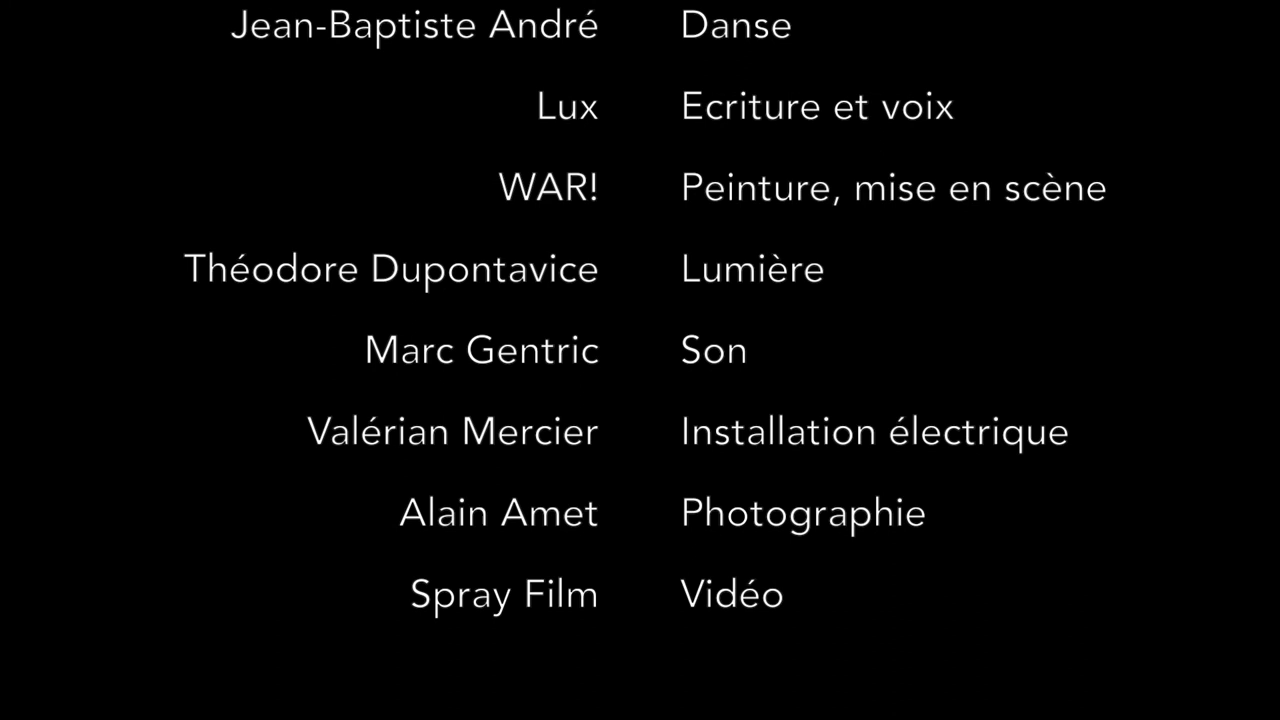 Jean-Baptiste André Danse
Lux Ecriture et voix
WAR! Peinture, mise en scène
Théodore Dupontavice Lumière
Marc Gentric Son
Valérian Mercier Installation électrique
Alain Amet Photographie
Spray Film Vidéo